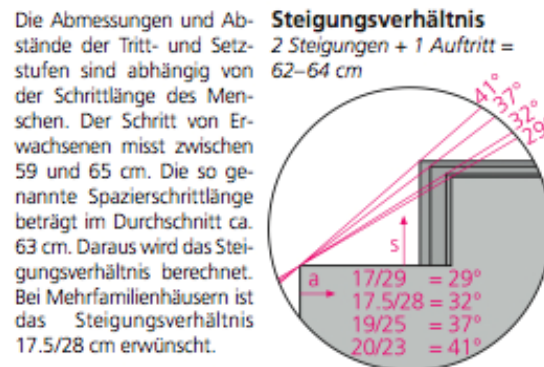 Die Abmessungen und Ab-
stände der Tritt- und Setz-
stufen sind abhängig von
der Schrittlänge des Men-
schen. Der Schritt von Er-
wachsenen misst zwischen
59 und 65 cm. Die so ge-
nannte Spazierschrittlänge
beträgt im Durchschnitt ca.
63 cm. Daraus wird das Stei-
gungsverhältnis berechnet.
Bei Mehrfamilienhäusern ist
das Steigungsverhältnis
17.5/28 cm erwünscht.
Steigungsverhältnis
2 Steigungen + 1 Auftritt =
62–64 cm
41°
37°
32°
29°
s
a
17/29 = 29°
17.5/28 = 32°
19/25 = 37°
20/23 = 41°